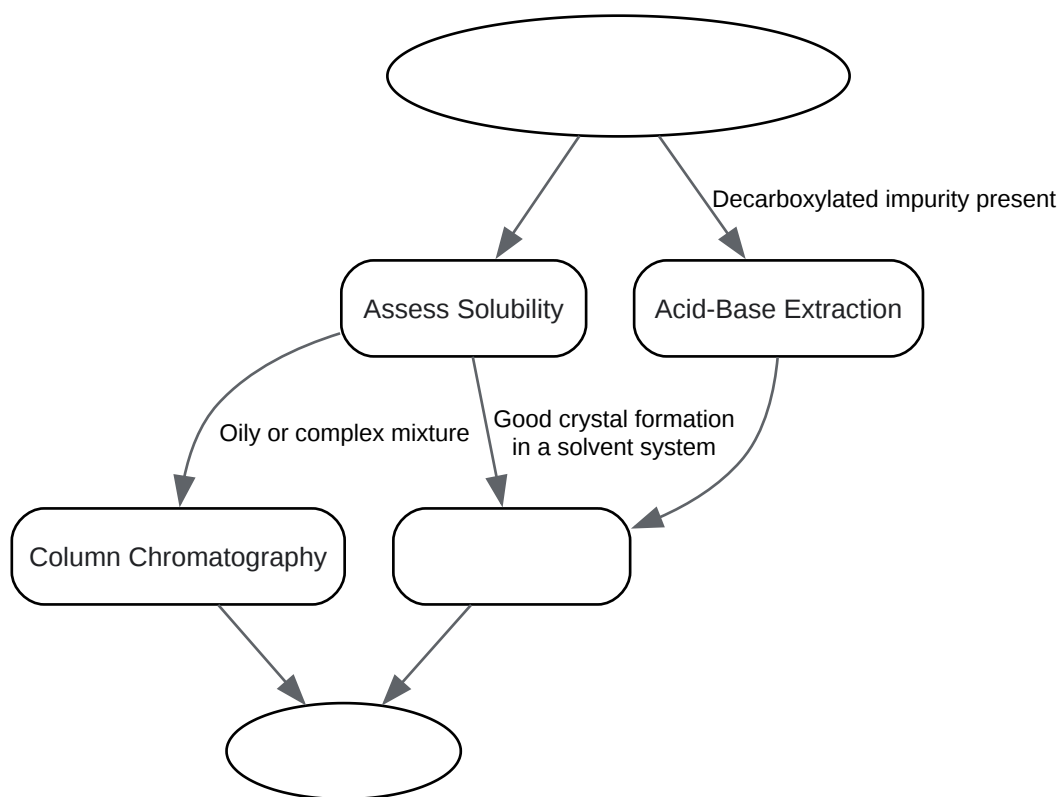 Decarboxylated impurity present
Assess Solubility
Acid-Base Extraction
Oily or complex mixture
Good crystal formation
in a solvent system
Column Chromatography